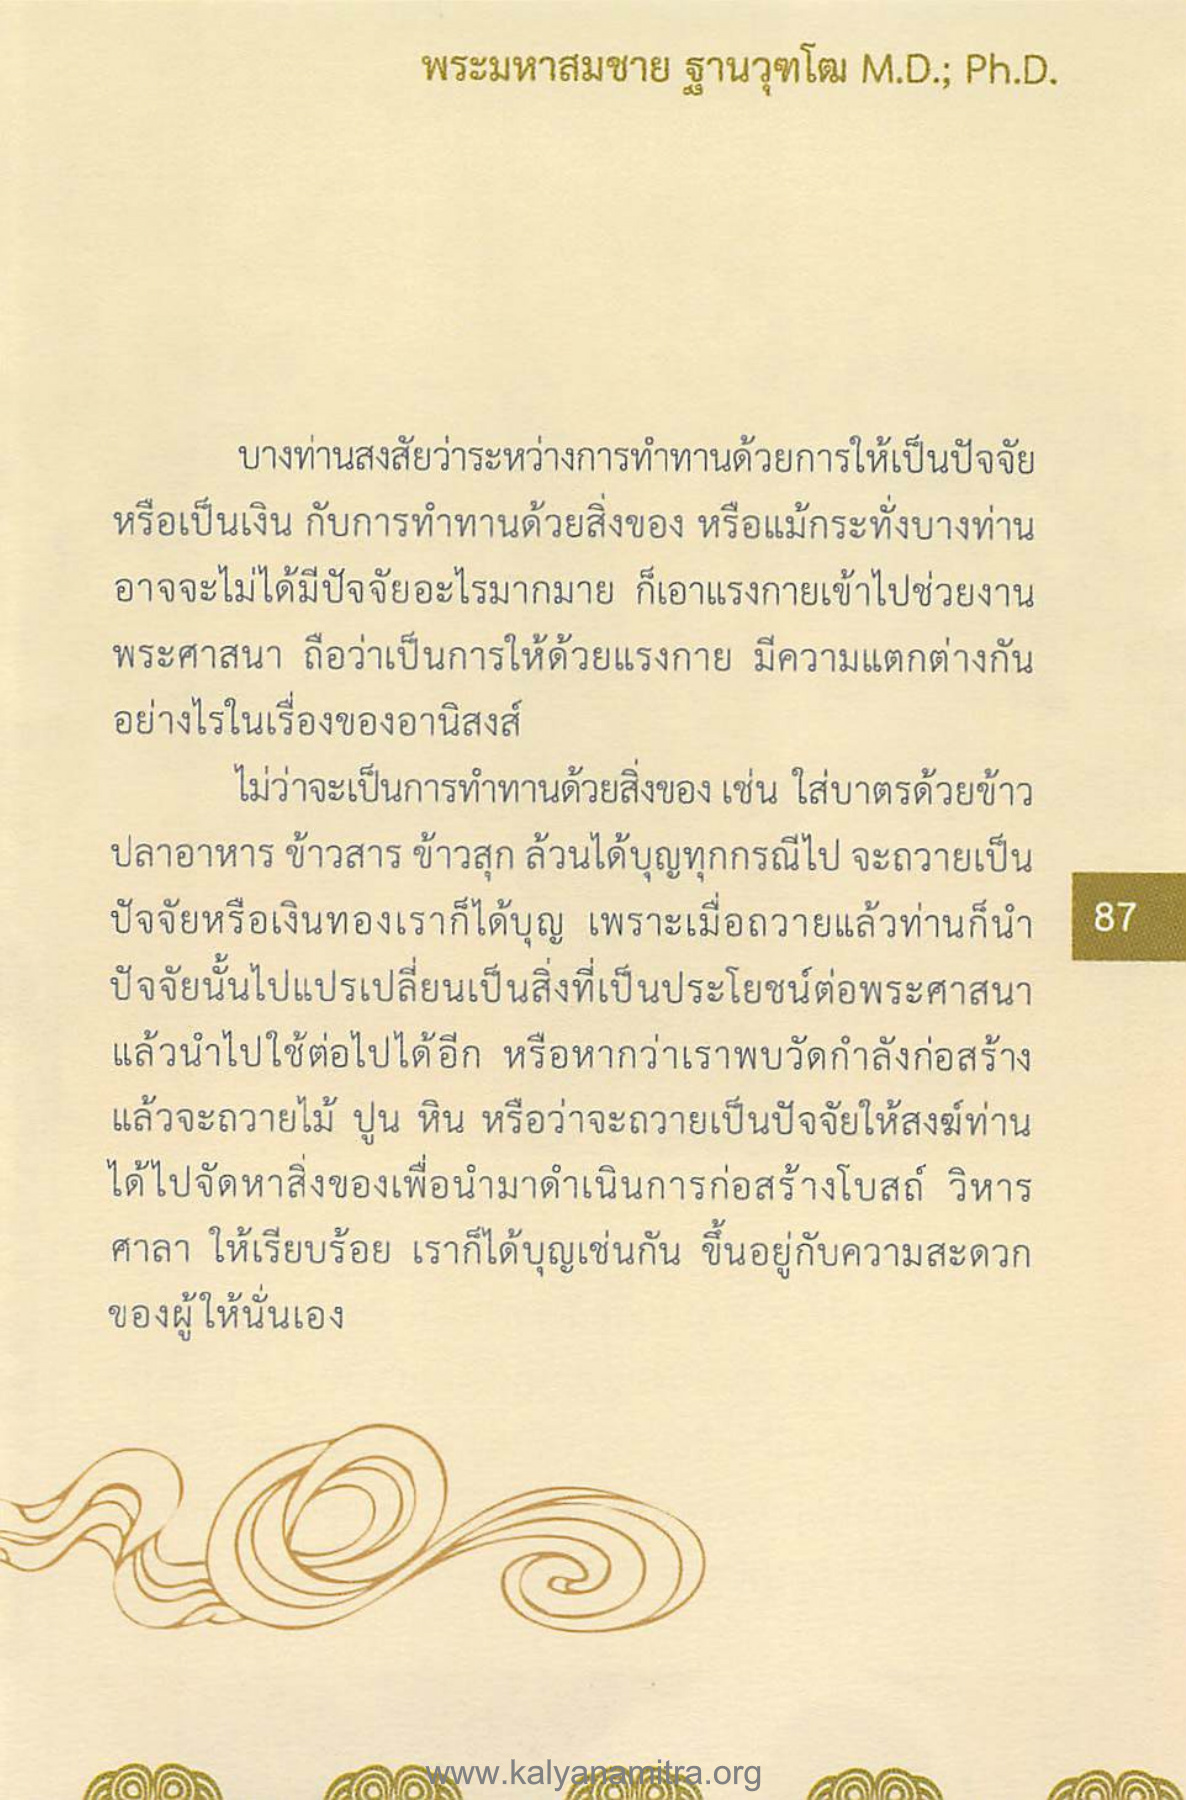 พระมหาสมชาย ฐานวุฑโฒ M.D.; Ph.D.
บางท่านสงสัยว่าระหว่างการทำทานด้วยการให้เป็นปัจจัย
หรือเป็นเงิน กับการทำทานด้วยสิ่งของ หรือแม้กระทั่งบางท่าน
อาจจะไม่ได้มีปัจจัยอะไรมากมาย ก็เอาแรงกายเข้าไปช่วยงาน
พระศาสนา ถือว่าเป็นการให้ด้วยแรงกาย มีความแตกต่างกัน
อย่างไรในเรื่องของอานิสงส์
ไม่ว่าจะเป็นการทำทานด้วยสิ่งของ เช่น ใส่บาตรด้วยข้าว
ปลาอาหาร ข้าวสาร ข้าวสุก ล้วนได้บุญทุกกรณีไป จะถวายเป็น
ปัจจัยหรือเงินทองเราก็ได้บุญ เพราะเมื่อถวายแล้วท่านก็นำ
87
ปัจจัยนั้นไปแปรเปลี่ยนเป็นสิ่งที่เป็นประโยชน์ต่อพระศาสนา
แล้วนำไปใช้ต่อไปได้อีก หรือหากว่าเราพบวัดกำลังก่อสร้าง
แล้วจะถวายไม้ ปูน หิน หรือว่าจะถวายเป็นปัจจัยให้สงฆ์ท่าน
ได้ไปจัดหาสิ่งของเพื่อนำมาดำเนินการก่อสร้างโบสถ์ วิหาร
ศาลา ให้เรียบร้อย เราก็ได้บุญเช่นกัน ขึ้นอยู่กับความสะดวก
ของผู้ให้นั่นเอง
www.kalyanamitra.org